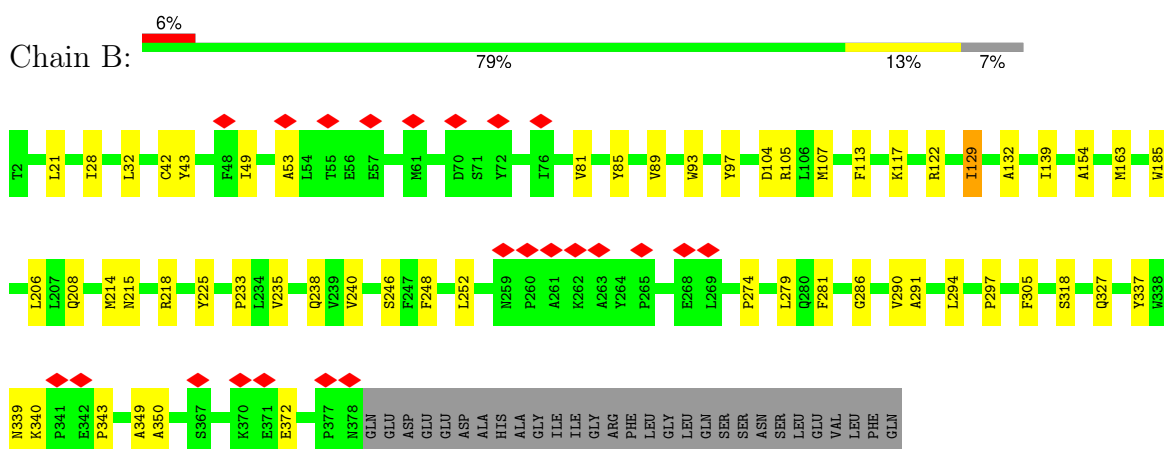 6%
Chain B:
79% 13% 7%
T2 L21 I28 L32 C42 Y43 F48 I49 A53 L54 T55 E56 E57 M61 D70 S71 Y72 I76 V81 Y85 V89 W93 Y97 D104 R105 L106 M107 F113 K117 R122 I129 A132 I139 A154 M163 W185
L206 L207 Q208 M214 N215 R218 Y225 P233 L234 V235 Q238 V239 V240 S246 F247 F248 L252 N259 P260 A261 K262 A263 Y264 P265 E268 L269 P274 L279 Q280 F281 G286 V290 A291 L294 P297 F305 S318 Q327 Y337 W338
N339 K340 P341 E342 P343 A349 A350 S367 K370 E371 E372 P377 N378 GLN GLU ASP GLU GLU ASP ALA HIS ALA GLY ILE ILE GLY ARG PHE LEU GLY LEU GLN SER SER ASN SER LEU GLU VAL LEU PHE GLN